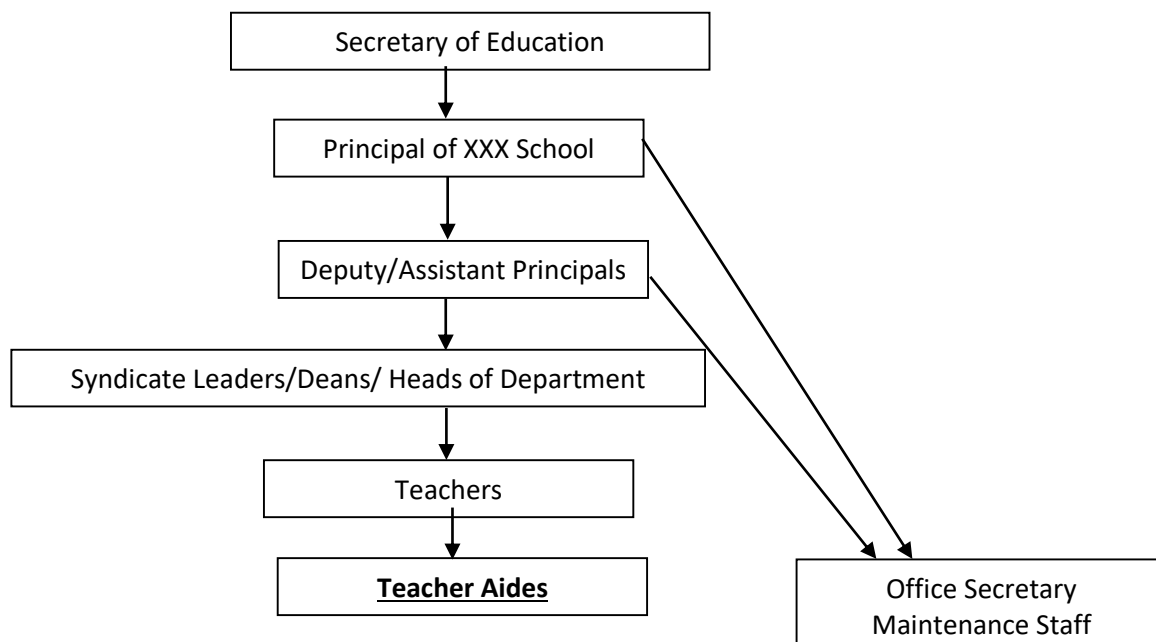 Secretary of Education
Principal of XXX School
Deputy/Assistant Principals
Syndicate Leaders/Deans/ Heads of Department
Teachers
Teacher Aides
Office Secretary
Maintenance Staff